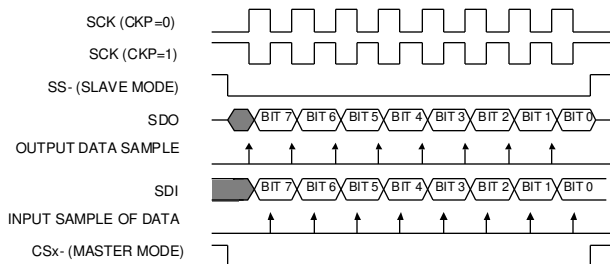 SCK (CKP=0)
SCK (CKP=1)
SS- (SLAVE MODE)
SDO BIT 7 BIT 6 BIT 5 BIT 4 BIT 3 BIT 2 BIT 1 BIT 0
OUTPUT DATA SAMPLE
SDI BIT 7 BIT 6 BIT 5 BIT 4 BIT 3 BIT 2 BIT 1 BIT 0
INPUT SAMPLE OF DATA
CSx- (MASTER MODE)